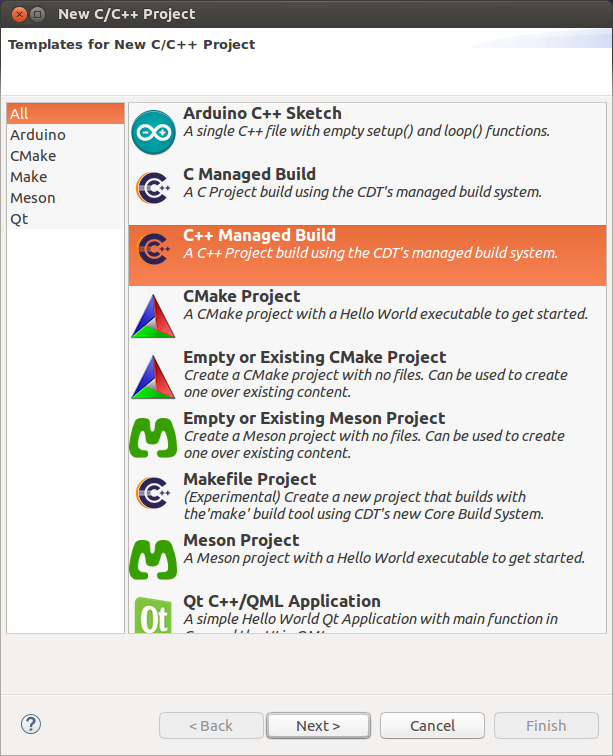 New C/C++ Project
Templates for New C/C++ Project
All
Arduino
CMake
Make
Meson
Qt
Arduino C++ Sketch
A single C++ file with empty setup() and loop() functions.
C Managed Build
A C Project build using the CDT's managed build system.
C++ Managed Build
A C++ Project build using the CDT's managed build system.
CMake Project
A CMake project with a Hello World executable to get started.
Empty or Existing CMake Project
Create a CMake project with no files. Can be used to create
one over existing content.
Empty or Existing Meson Project
Create a Meson project with no files. Can be used to create
one over existing content.
Makefile Project
(Experimental) Create a new project that builds with
the'make' build tool using CDT's new Core Build System.
Meson Project
A Meson project with a Hello World executable to get started.
Qt
Qt C++/QML Application
A simple Hello World Qt Application with main function in
< Back
Next >
Cancel
Finish